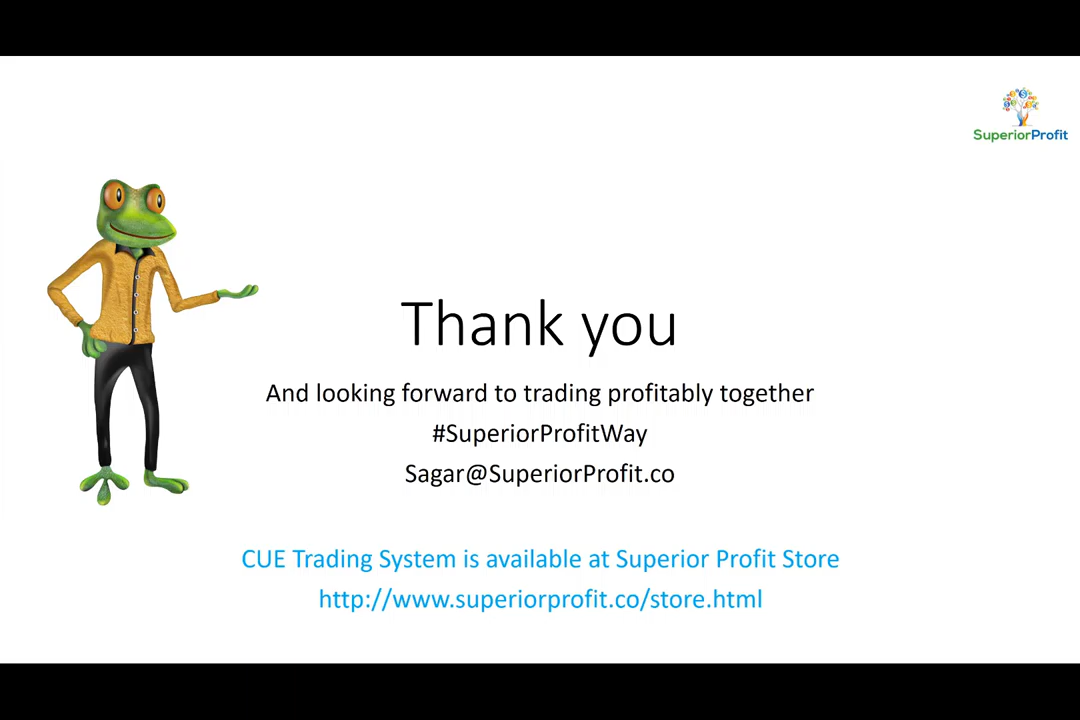 SuperiorProfit
Thank you
And looking forward to trading profitably together
#SuperiorProfitWay
Sagar@SuperiorProfit.co
CUE Trading System is available at Superior Profit Store
http://www.superiorprofit.co/store.html